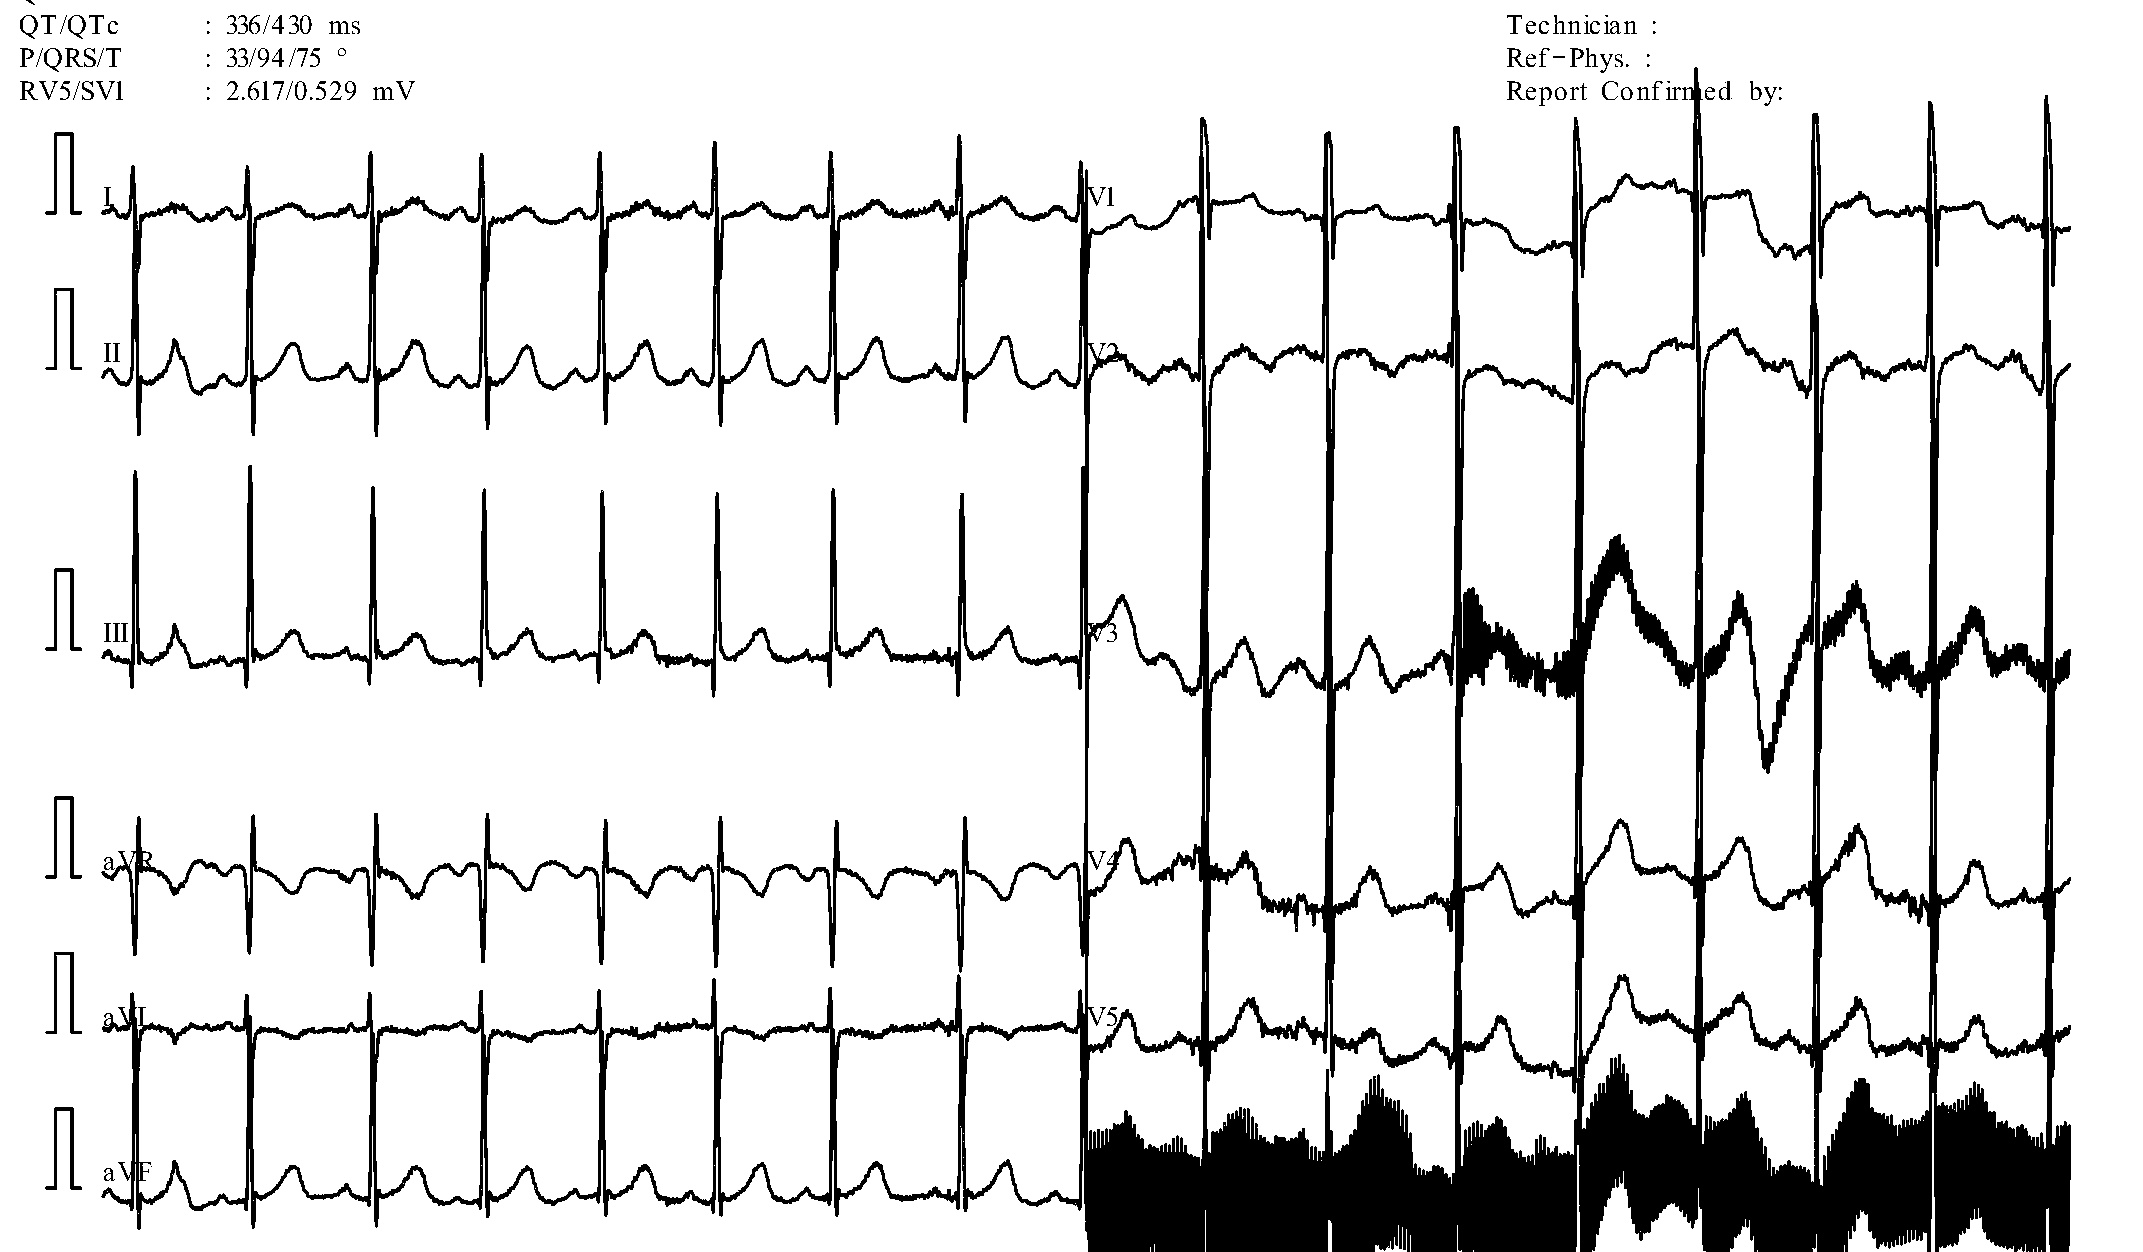 QT/QTc : 336/430 ms
P/QRS/T : 33/94/75 °
RV5/SV1 : 2.617/0.529 mV
Technician :
Ref-Phys. :
Report Confirmed by:
I
V1
II
V2
III
V3
aVR
V4
aVL
V5
aVF